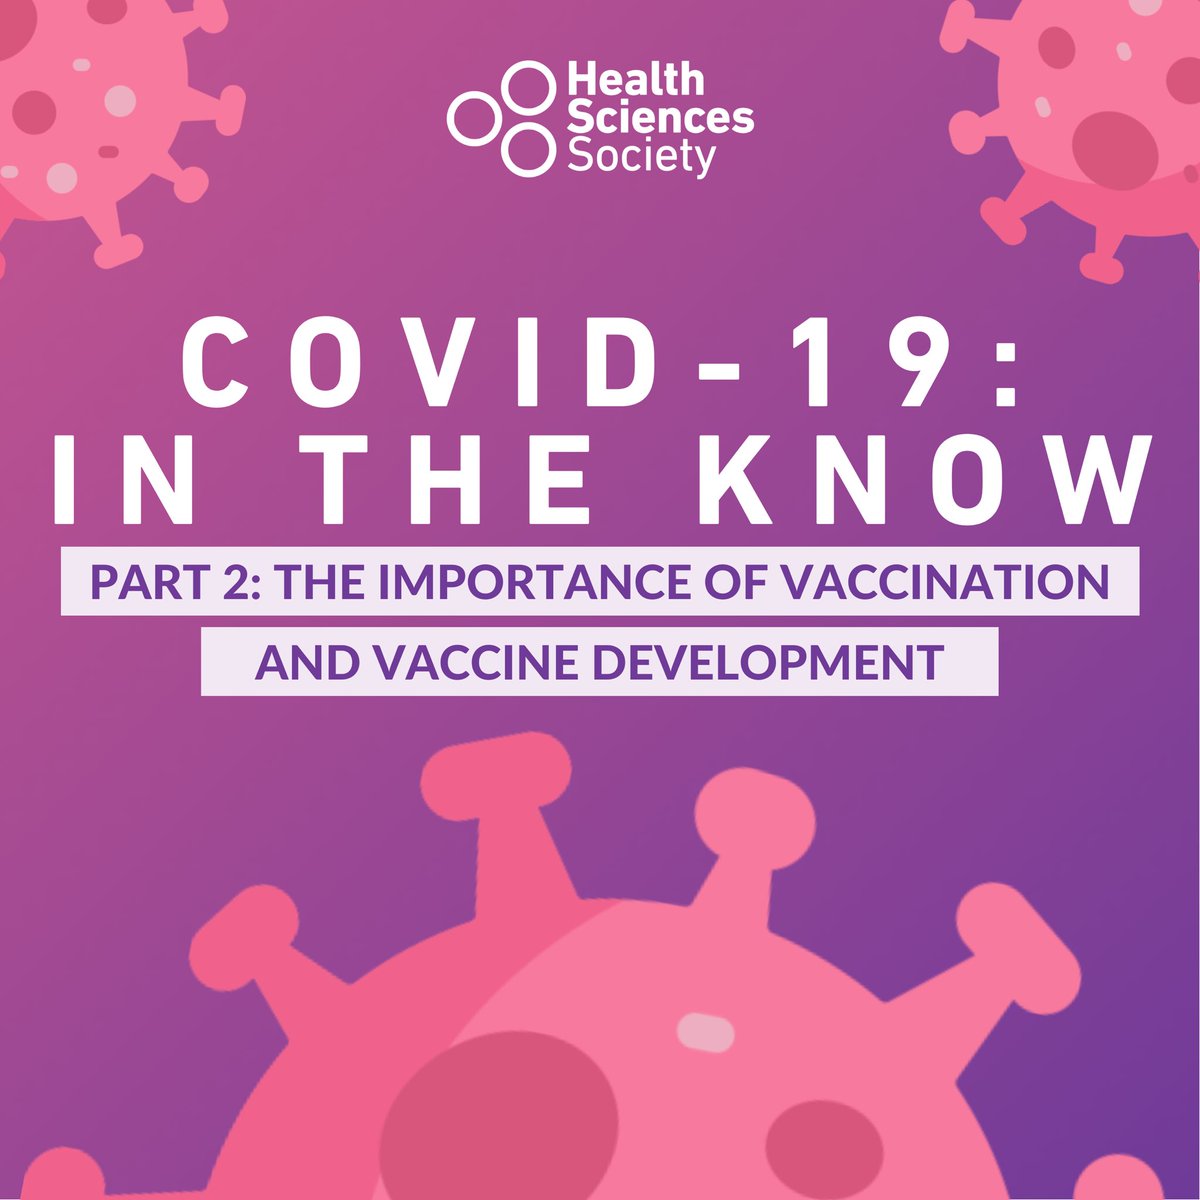 Health
Sciences
Society
COVID-19:
IN THE KNOW
PART 2: THE IMPORTANCE OF VACCINATION
AND VACCINE DEVELOPMENT